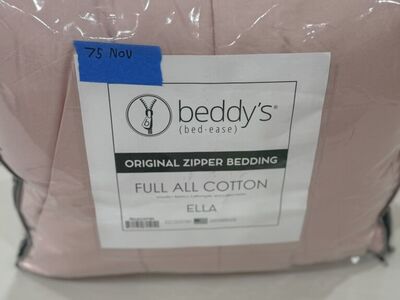 75 Nov
beddy's®
(bed·ease)
ORIGINAL ZIPPER BEDDING
FULL ALL COTTON
ELLA